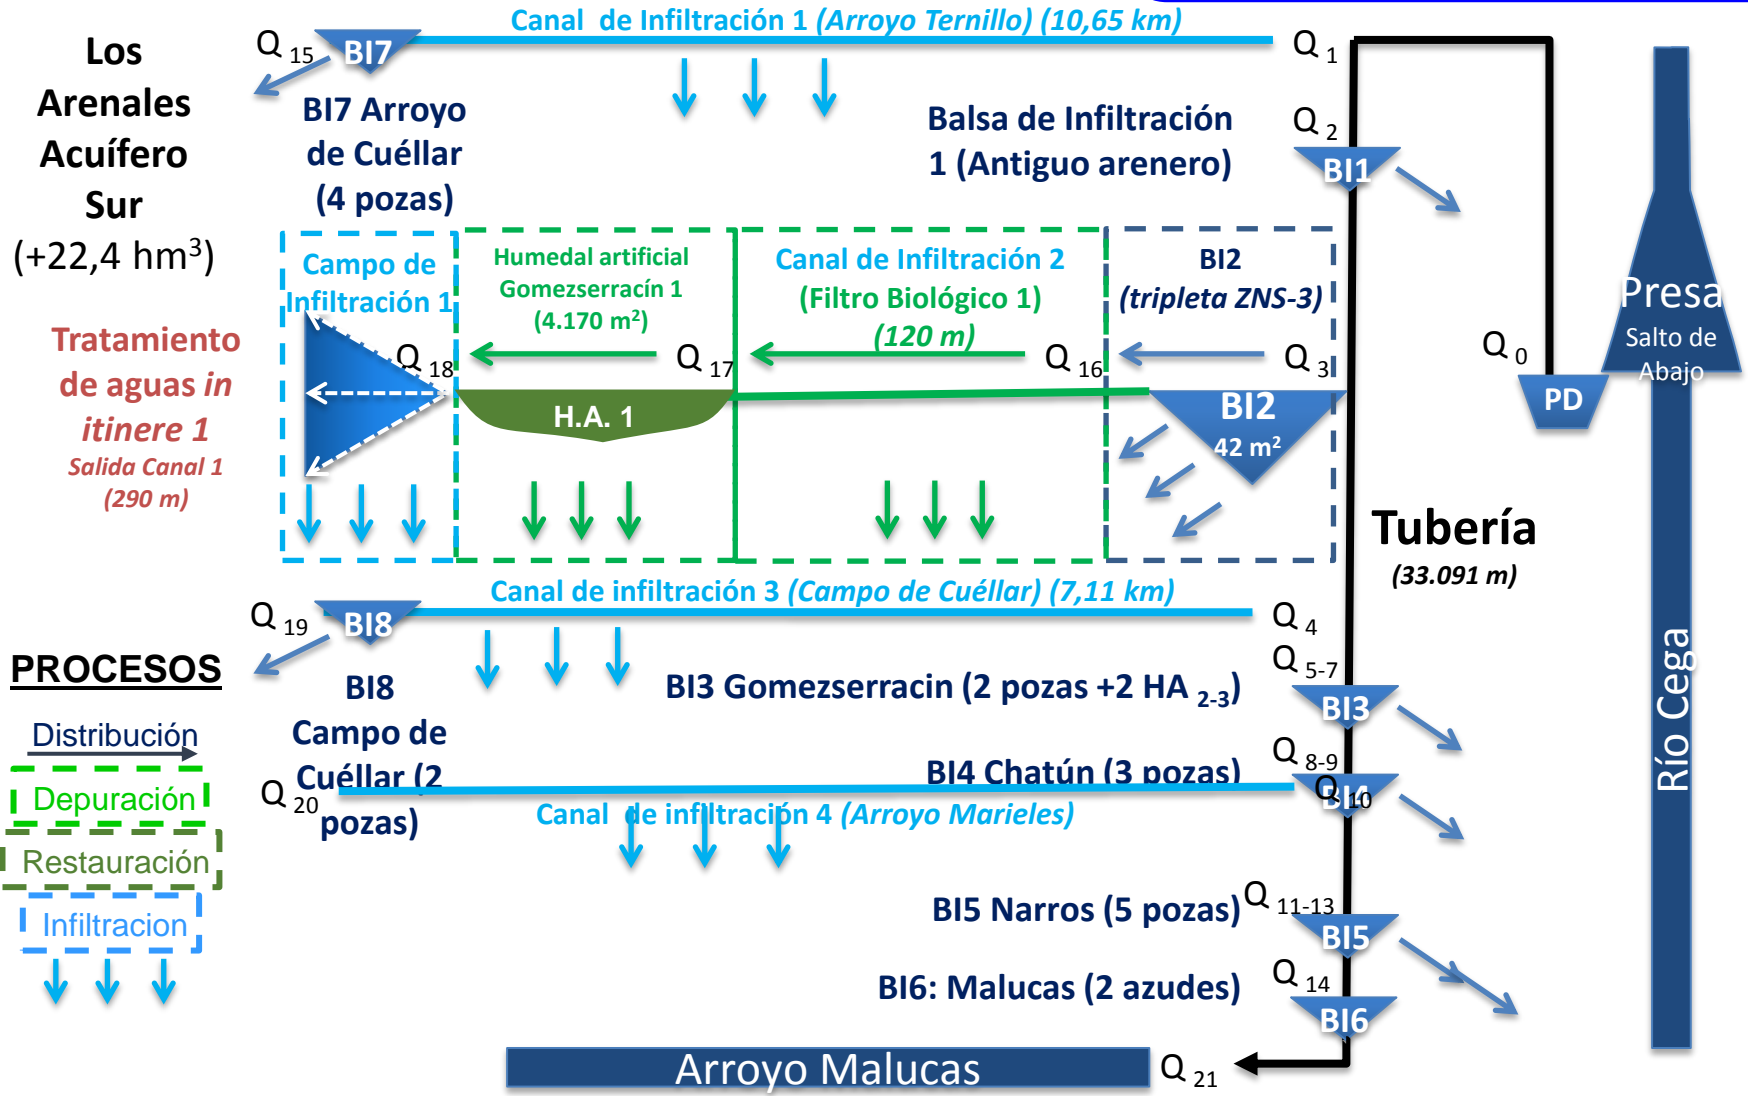 Canal de Infiltración 1 (Arroyo Ternillo) (10,65 km)
Los
Arenales
Acuífero
Sur
(+22,4 hm3)
Q 15
BI7
BI7 Arroyo
de Cuéllar
(4 pozas)
Q 1
Q 2
Balsa de Infiltración
1 (Antiguo arenero)
BI1
Campo de
Infiltración 1
Humedal artificial
Gomezserracín 1
(4.170 m2)
Canal de Infiltración 2
(Filtro Biológico 1)
(120 m)
BI2
(tripleta ZNS-3)
Q 18
Q 17
Q 16
Q 3
H.A. 1
BI2
42 m2
Q 0
PD
Presa
Salto de
Abajo
Tratamiento
de aguas in
itinere 1
Salida Canal 1
(290 m)
Tubería
(33.091 m)
Río Cega
Canal de infiltración 3 (Campo de Cuéllar) (7,11 km)
Q 19
BI8
Q 4
Q 5-7
BI8
Campo de
Cuéllar (2
pozas)
BI3 Gomezserracin (2 pozas +2 HA 2-3)
BI3
Q 8-9
BI4 Chatún (3 pozas)
BI4
Q 10
Q 20
Canal de infiltración 4 (Arroyo Marieles)
PROCESOS
Distribución
Depuración
Restauración
Infiltracion
BI5 Narros (5 pozas)
Q 11-13
BI5
BI6: Malucas (2 azudes)
Q 14
BI6
Arroyo Malucas
Q 21